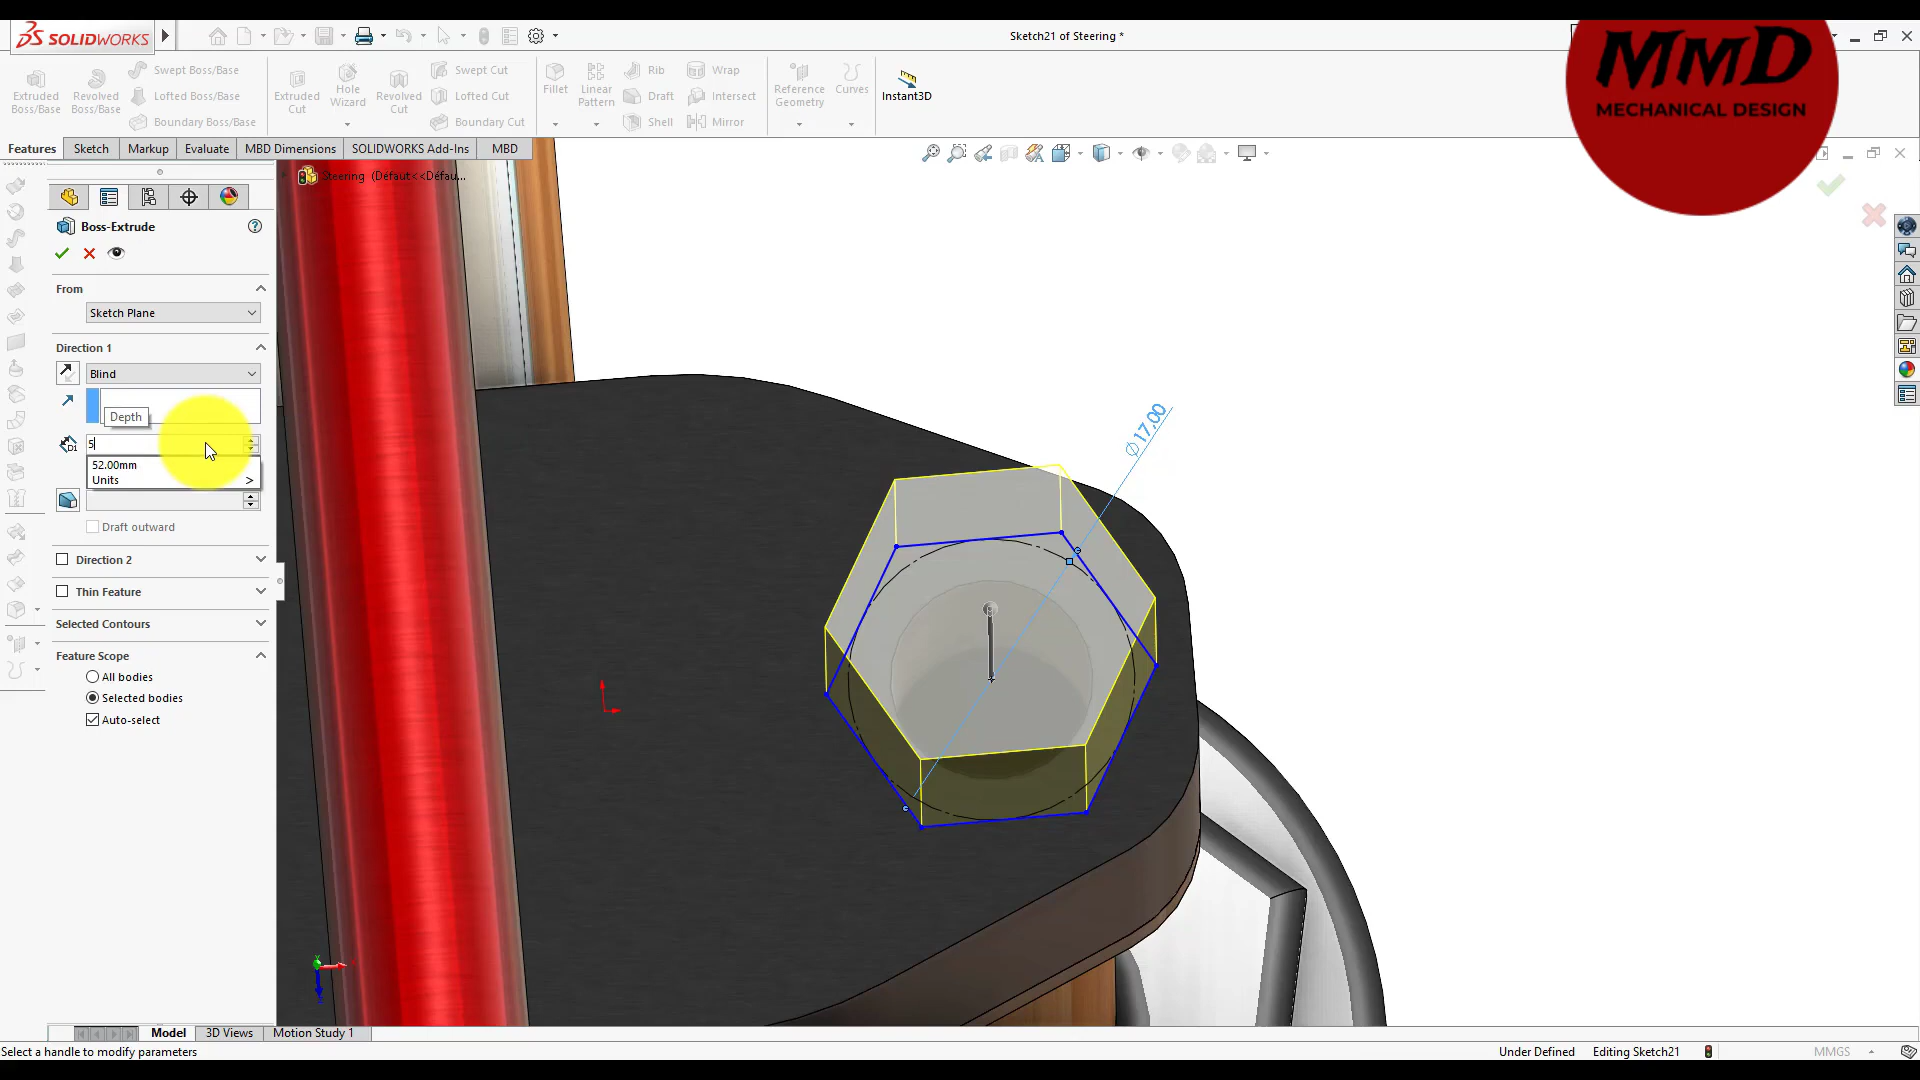 SOLIDWORKS
Sketch21 of Steering *
MMD
MECHANICAL DESIGN
Extruded Boss/Base
Revolved Boss/Base
Swept Boss/Base
Lofted Boss/Base
Boundary Boss/Base
Extruded Cut
Hole Wizard
Revolved Cut
Swept Cut
Lofted Cut
Boundary Cut
Fillet
Linear Pattern
Rib
Draft
Shell
Wrap
Intersect
Mirror
Reference Geometry
Curves
Instant3D
Features
Sketch
Markup
Evaluate
MBD Dimensions
SOLIDWORKS Add-Ins
MBD
Steering (Défaut<<Défau...
Boss-Extrude
From
Sketch Plane
Direction 1
Blind
Depth
5
52.00mm
Units >
Draft outward
Direction 2
Thin Feature
Selected Contours
Feature Scope
All bodies
Selected bodies
Auto-select
∅17,00
Model
3D Views
Motion Study 1
Select a handle to modify parameters
Under Defined
Editing Sketch21
MMGS